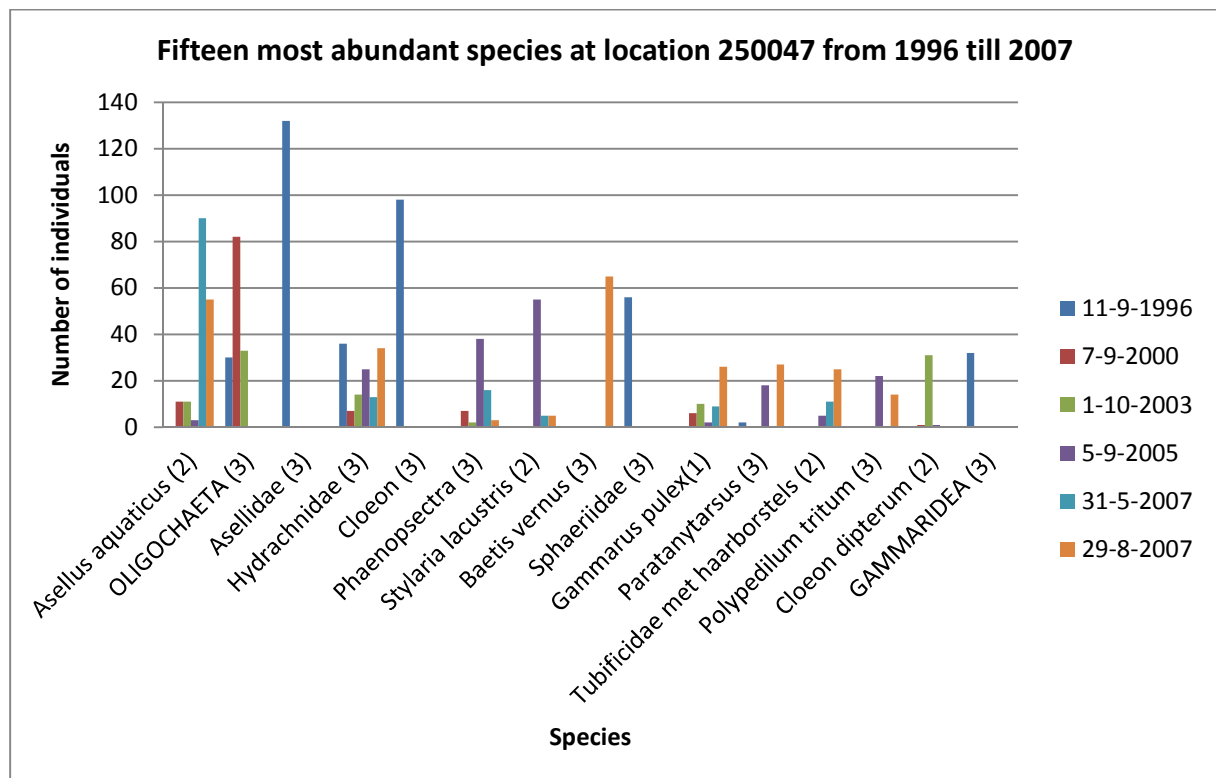 Fifteen most abundant species at location 250047 from 1996 till 2007
Number of individuals
140
120
100
80
60
40
20
0
Asellus aquaticus (2)
OLIGOCHAETA (3)
Asellidae (3)
Hydrachnidae (3)
Cloeon (3)
Phaenopsectra (3)
Stylaria lacustris (2)
Baetis vernus (3)
Sphaeriidae (3)
Gammarus pulex(1)
Paratanytarsus (3)
Tubificidae met haarborstels (2)
Polypedilum tritum (3)
Cloeon dipterum (2)
GAMMARIDEA (3)
Species
11-9-1996
7-9-2000
1-10-2003
5-9-2005
31-5-2007
29-8-2007